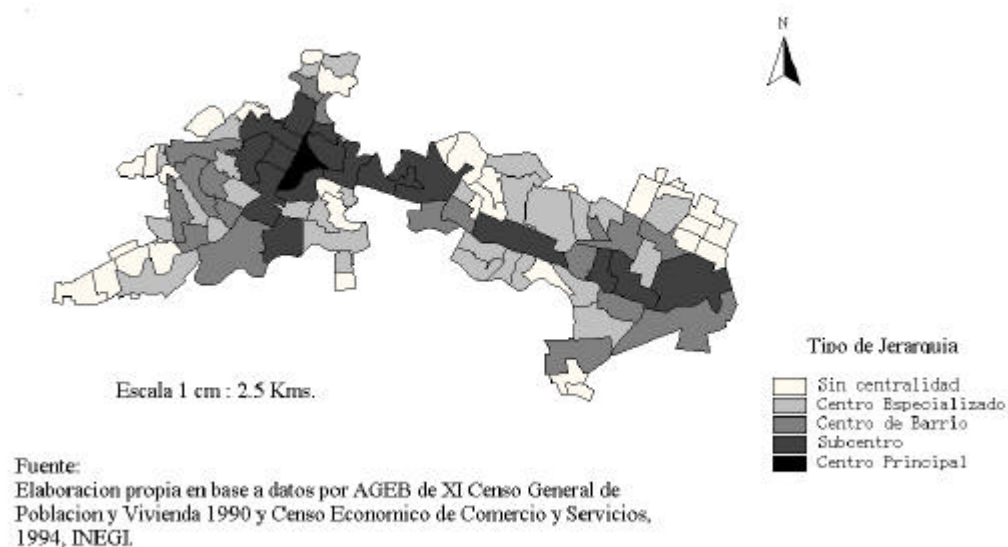 N
Escala 1 cm : 2.5 Kms.
Tipo de Jerarquia
Sin centralidad
Centro Especializado
Centro de Barrio
Subcentro
Centro Principal
Fuente:
Elaboracion propia en base a datos por AGEB de XI Censo General de
Poblacion y Vivienda 1990 y Censo Economico de Comercio y Servicios,
1994, INEGI.